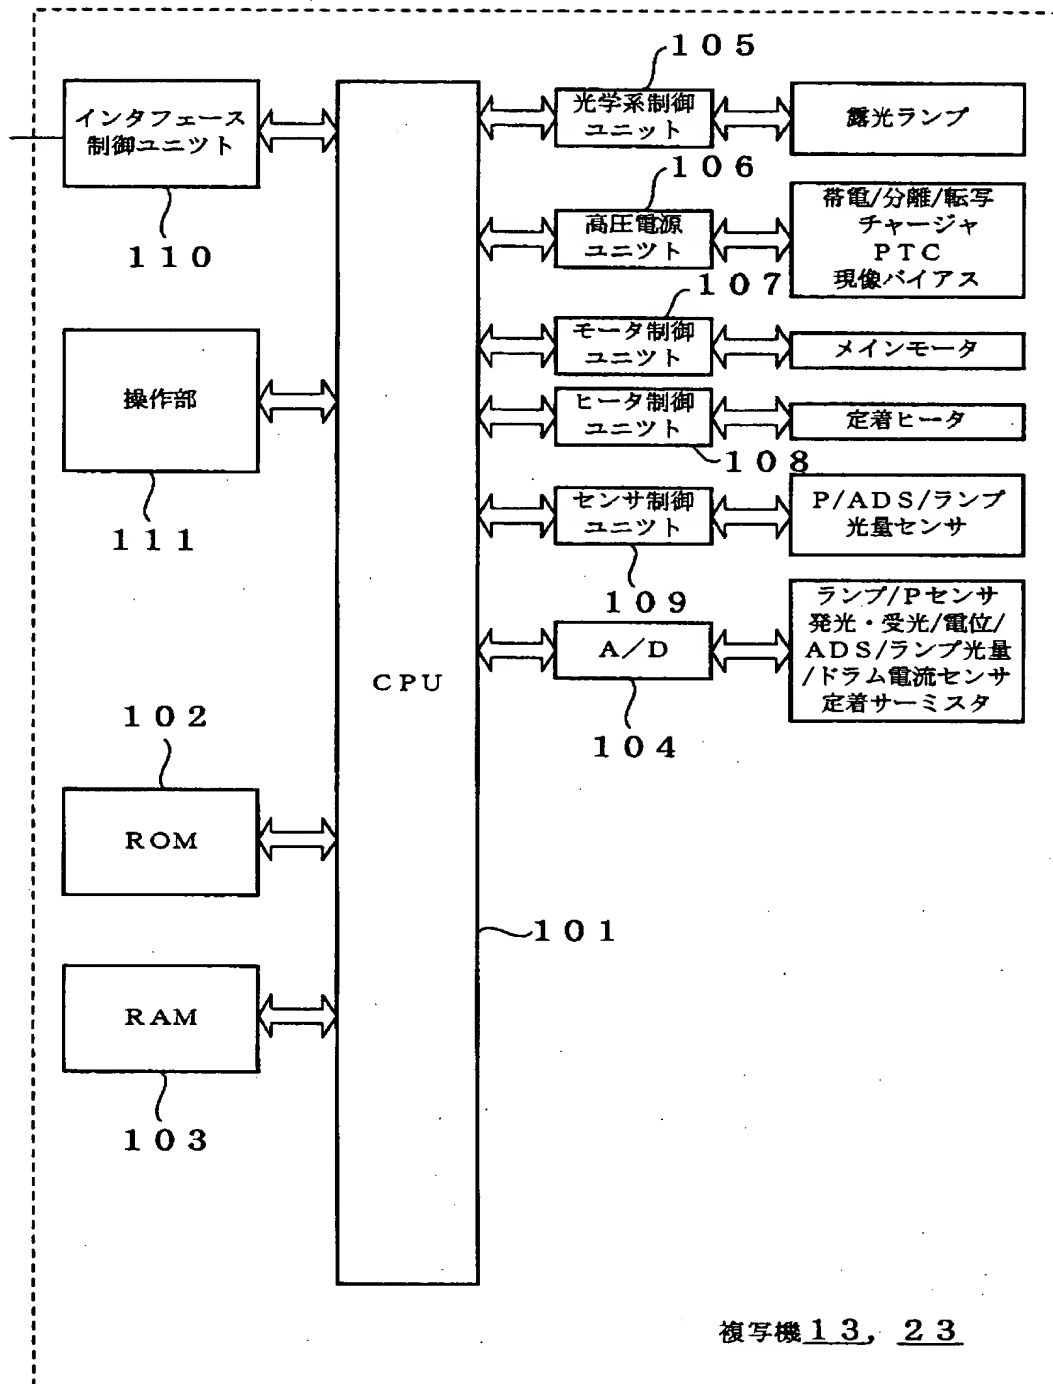 105
インタフェース
制御ユニツト
110
光学系制御
ユニット
露光ランプ
106
高圧電源
ユニツト
帯電/分離/転写
チャージャ
PTC
現像バイアス
107
操作部
111
モータ制御
ユニツト
メインモータ
ヒータ制御
ユニツト
定着ヒータ
108
センサ制御
ユニツト
P/ADS/ランプ
光量センサ
109
CPU
A/D
ランプ/Pセンサ
発光・受光/電位/
ADS/ランプ光量
/ドラム電流センサ
定着サーミスタ
104
102
ROM
101
RAM
103
複写機13, 23